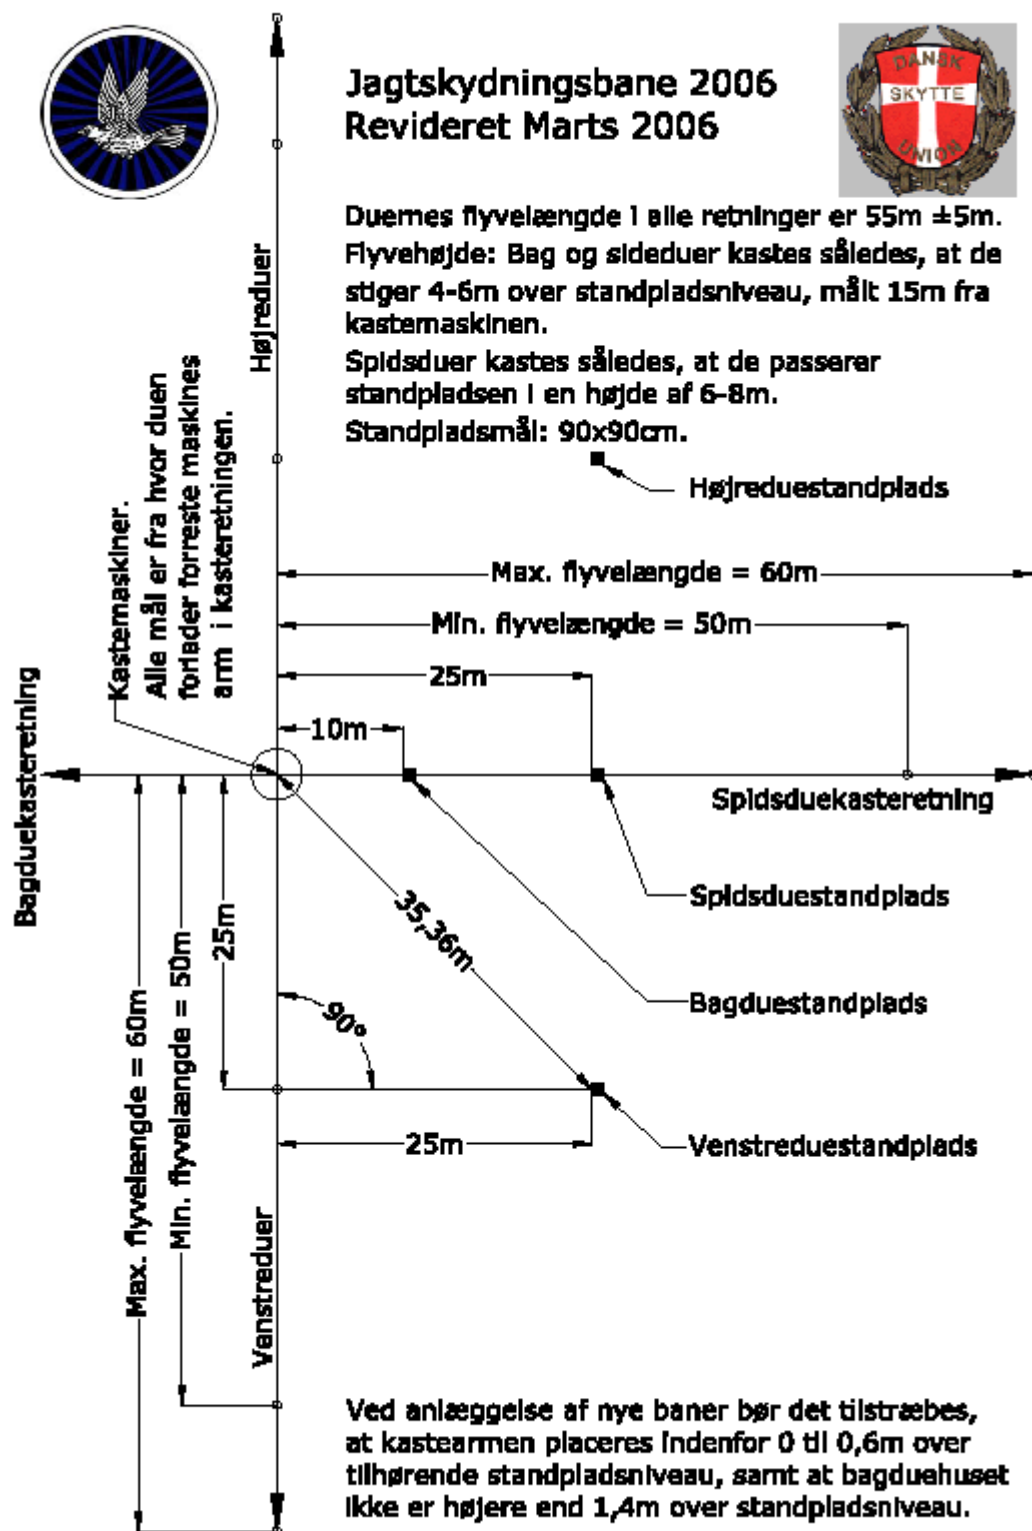 Jagtskydningsbane 2006
Revideret Marts 2006
DANSK
SKYTTE
UNION
Duernes flyvelængde i alle retninger er 55m ±5m.
Flyvehøjde: Bag og sideduer kastes således, at de
stiger 4-6m over standpladsniveau, målt 15m fra
kastemaskinen.
Spidsduer kastes således, at de passerer
standpladsen i en højde af 6-8m.
Standpladsmål: 90x90cm.
Højreduer
Højreduestandplads
Kastemaskiner.
Alle mål er fra hvor duen
forlader forreste maskines
arm i kasteretningen.
Max. flyvelængde = 60m
Min. flyvelængde = 50m
25m
10m
Bagduekasteretning
Spidsduekasteretning
Spidsduestandplads
35,36m
25m
Bagduestandplads
90°
Max. flyvelængde = 60m
Min. flyvelængde = 50m
25m
Venstreduestandplads
Venstreduer
Ved anlæggelse af nye baner bør det tilstræbes,
at kastearmen placeres indenfor 0 til 0,6m over
tilhørende standpladsniveau, samt at bagduehuset
ikke er højere end 1,4m over standpladsniveau.